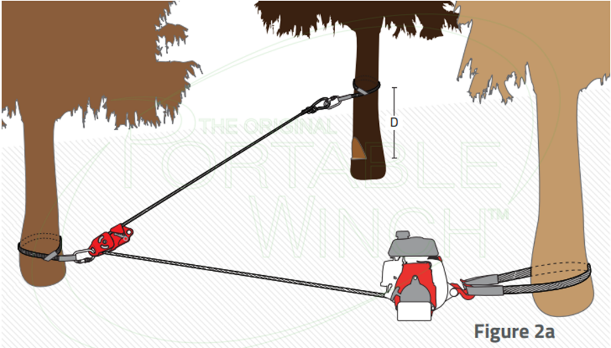 THE ORIGINAL
PORTABLE
WINCH™
D
Figure 2a